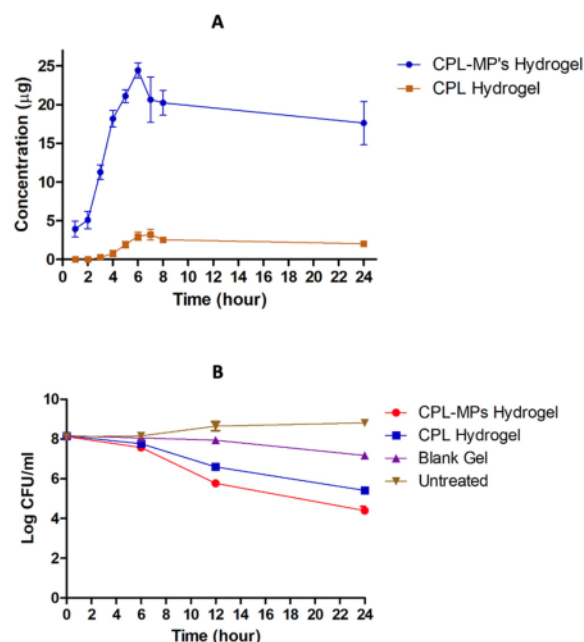 A
CPL-MP's Hydrogel
CPL Hydrogel
Concentration (μg)
25
20
15
10
5
0
0 2 4 6 8 10 12 14 16 18 20 22 24
Time (hour)
B
CPL-MPs Hydrogel
CPL Hydrogel
Blank Gel
Untreated
Log CFU/ml
10
8
6
4
2
0
0 2 4 6 8 10 12 14 16 18 20 22 24
Time (hour)